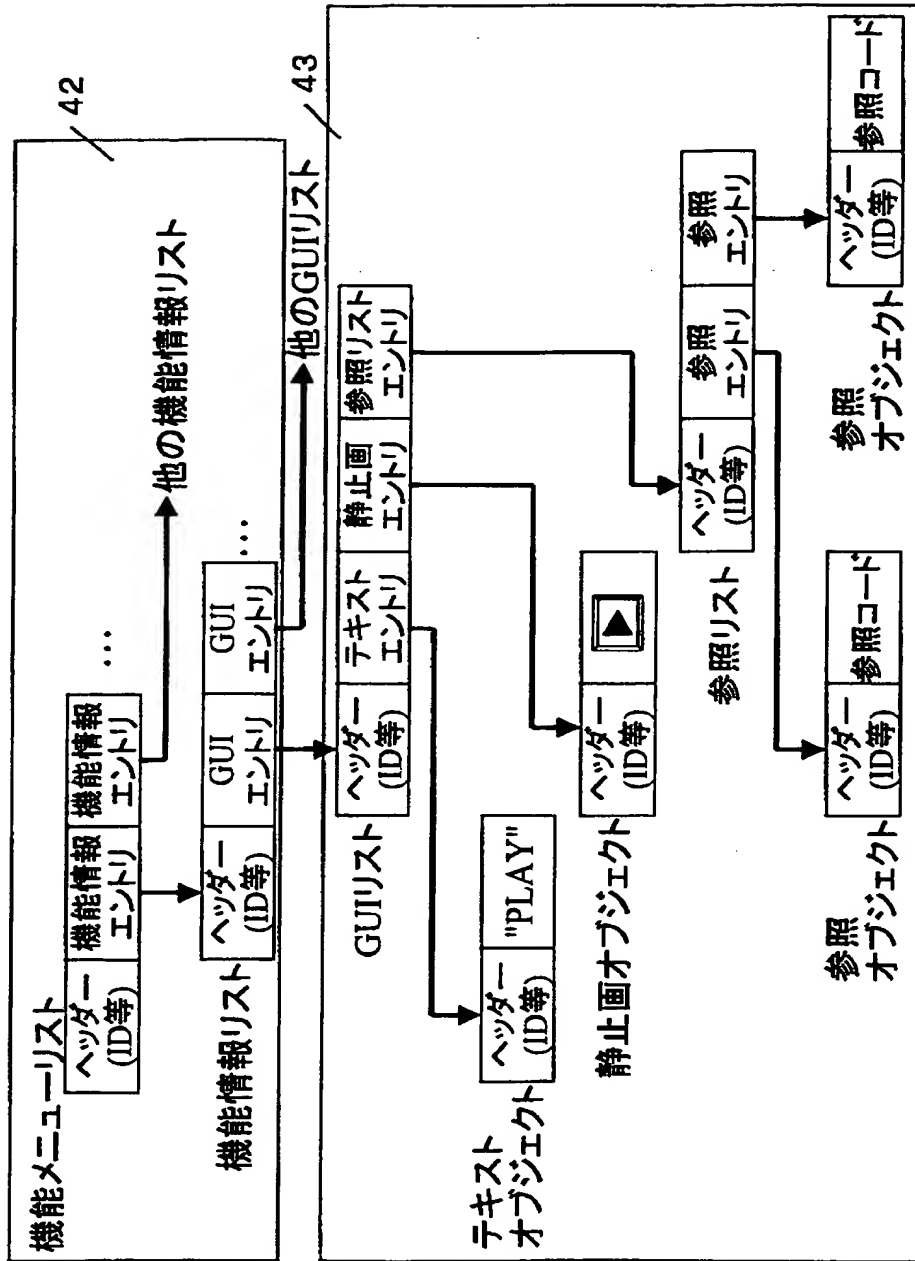 42
機能メニューリスト
ヘッダー
(ID等)
機能情報
エントリ
機能情報
エントリ
...
他の機能情報リスト
機能情報リスト
ヘッダー
(ID等)
GUI
エントリ
GUI
エントリ
...
他のGUIリスト
43
GUIリスト
ヘッダー
(ID等)
テキスト
エントリ
静止画
エントリ
参照リスト
エントリ
テキスト
オブジェクト
ヘッダー
(ID等)
"PLAY"
静止画オブジェクト
ヘッダー
(ID等)
参照リスト
ヘッダー
(ID等)
参照
エントリ
参照
エントリ
参照
オブジェクト
ヘッダー
(ID等)
参照コード
参照
オブジェクト
ヘッダー
(ID等)
参照コード